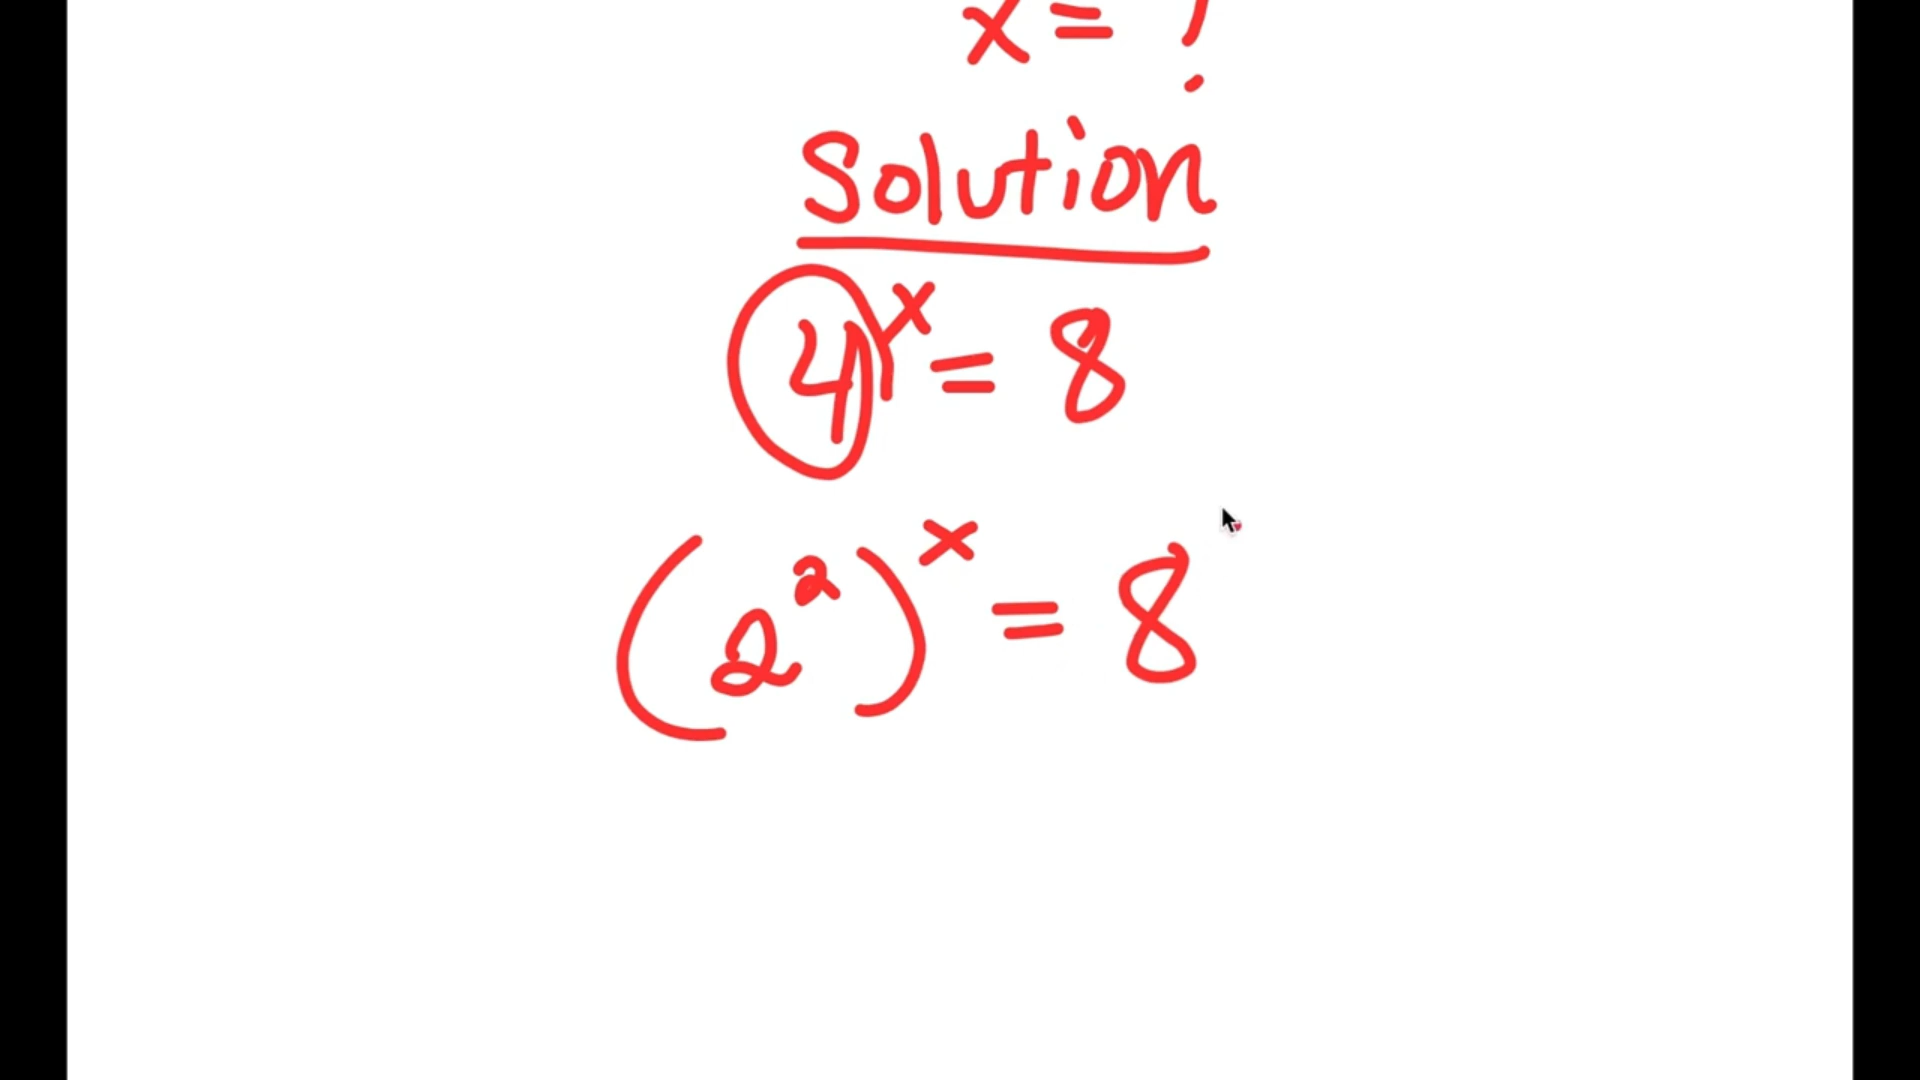 x = ?
Solution
4^x = 8
(2^2)^x = 8